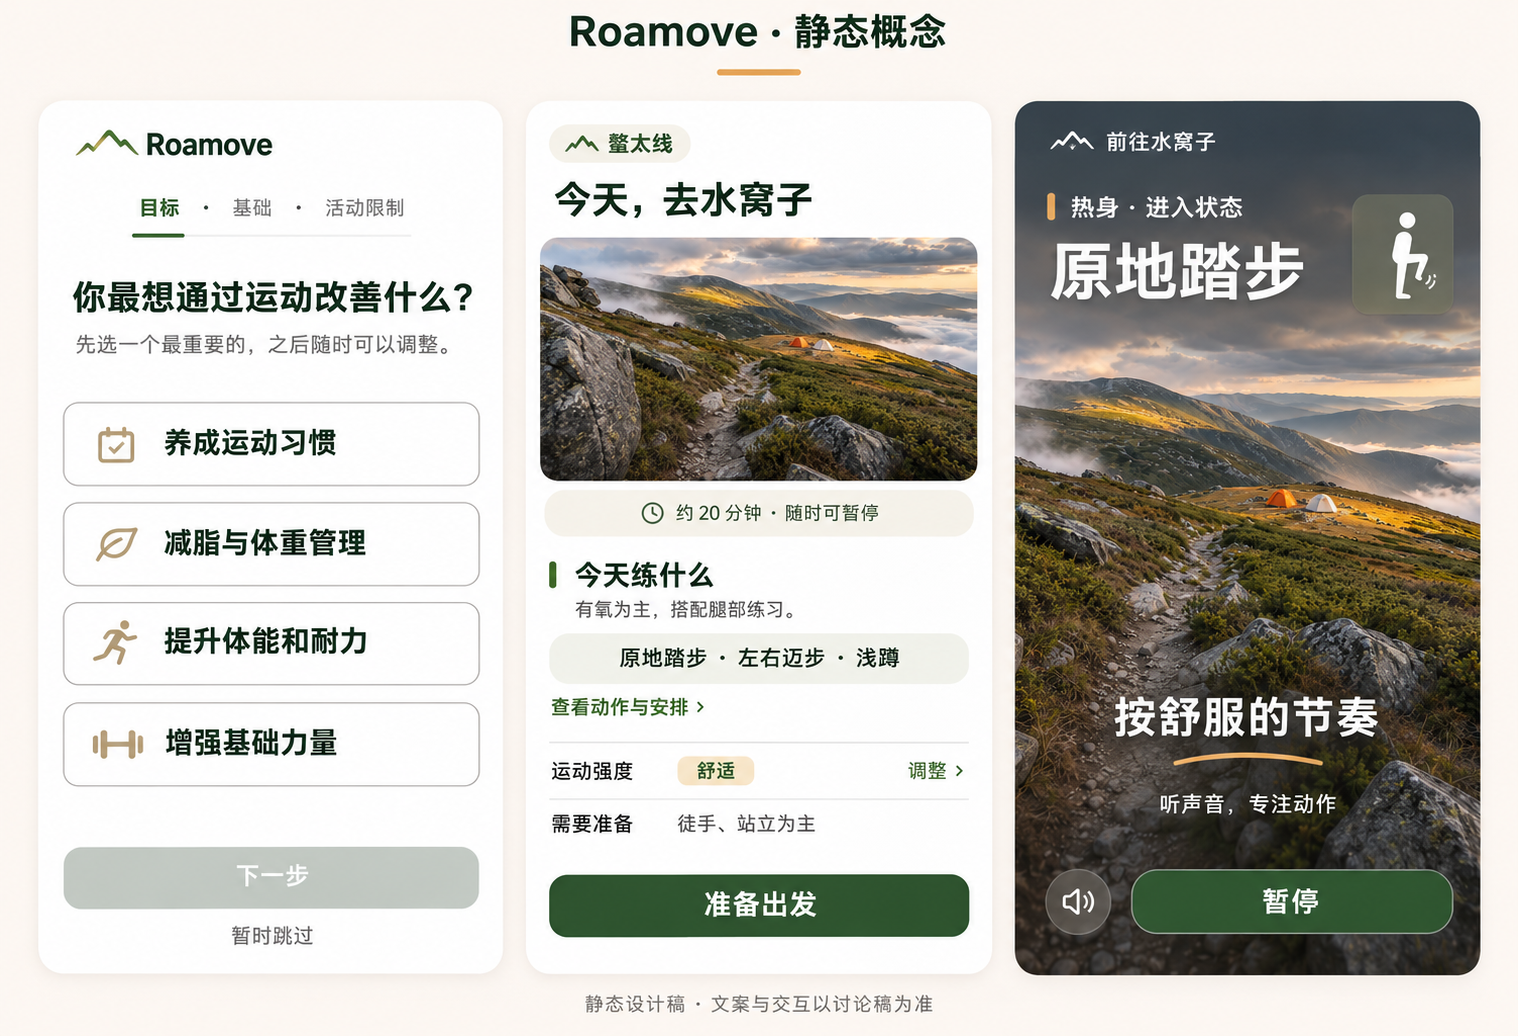 Roamove · 静态概念
Roamove
目标 · 基础 · 活动限制
你最想通过运动改善什么?
先选一个最重要的，之后随时可以调整。
养成运动习惯
减脂与体重管理
提升体能和耐力
增强基础力量
下一步
暂时跳过
鳌太线
今天，去水窝子
约 20 分钟 · 随时可暂停
今天练什么
有氧为主，搭配腿部练习。
原地踏步 · 左右迈步 · 浅蹲
查看动作与安排 ›
运动强度 舒适 调整 ›
需要准备 徒手、站立为主
准备出发
前往水窝子
热身 · 进入状态
原地踏步
按舒服的节奏
听声音，专注动作
暂停
静态设计稿 · 文案与交互以讨论稿为准